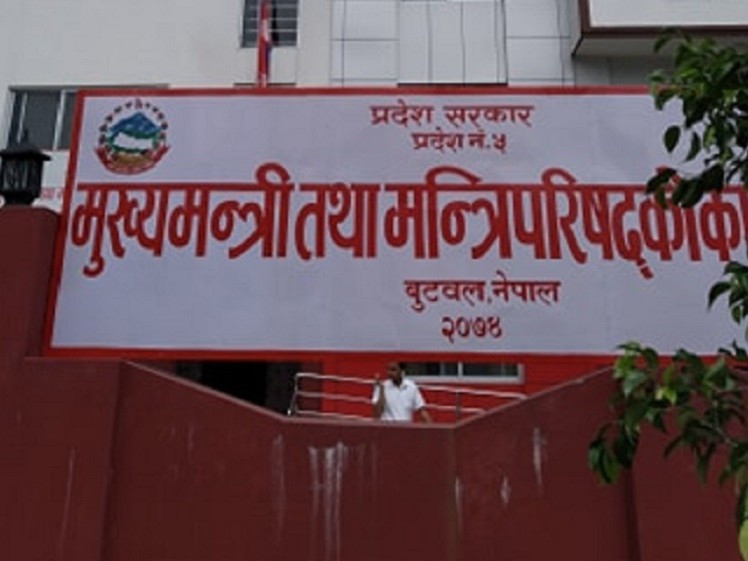 प्रदेश सरकार
प्रदेश नं.५
मुख्यमन्त्री तथा मन्त्रिपरिषद्को
बुटवल, नेपाल
२०७४